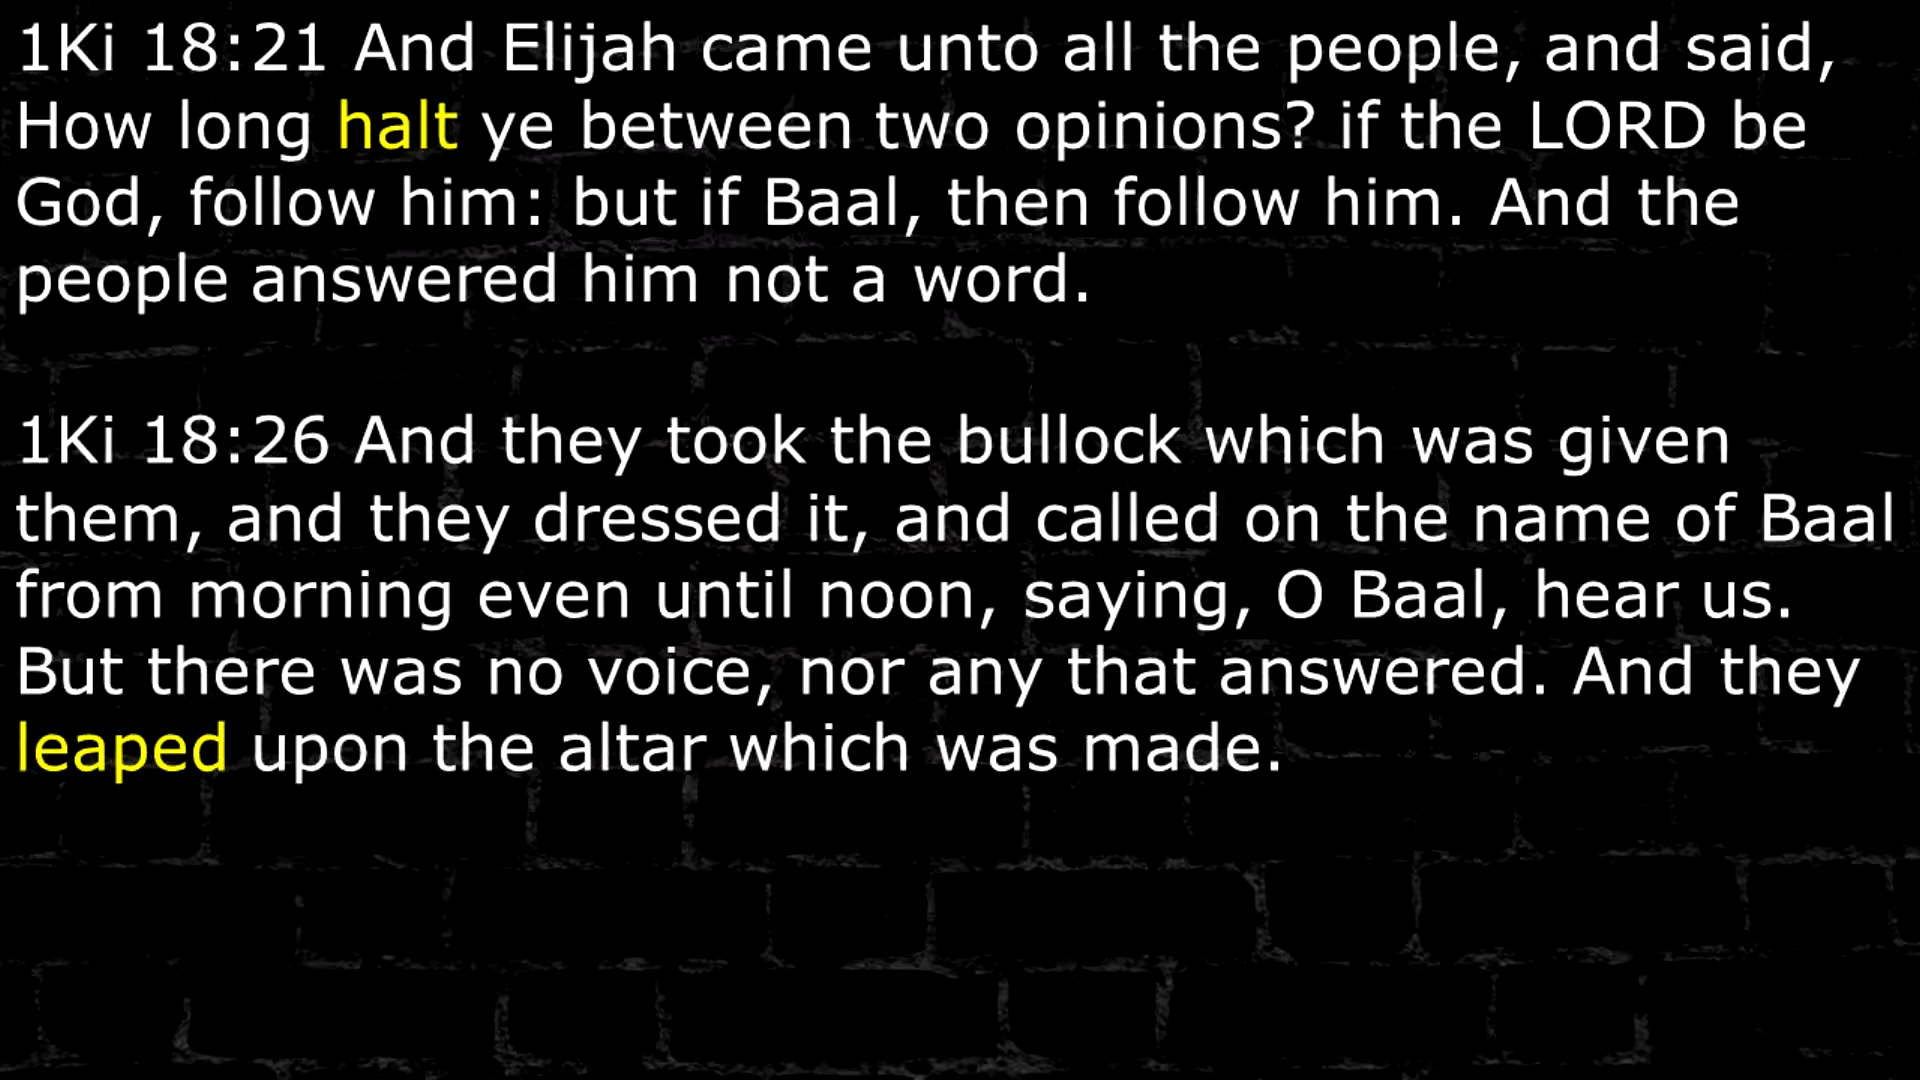 1Ki 18:21 And Elijah came unto all the people, and said,
How long halt ye between two opinions? if the LORD be
God, follow him: but if Baal, then follow him. And the
people answered him not a word.
1Ki 18:26 And they took the bullock which was given
them, and they dressed it, and called on the name of Baal
from morning even until noon, saying, O Baal, hear us.
But there was no voice, nor any that answered. And they
leaped upon the altar which was made.